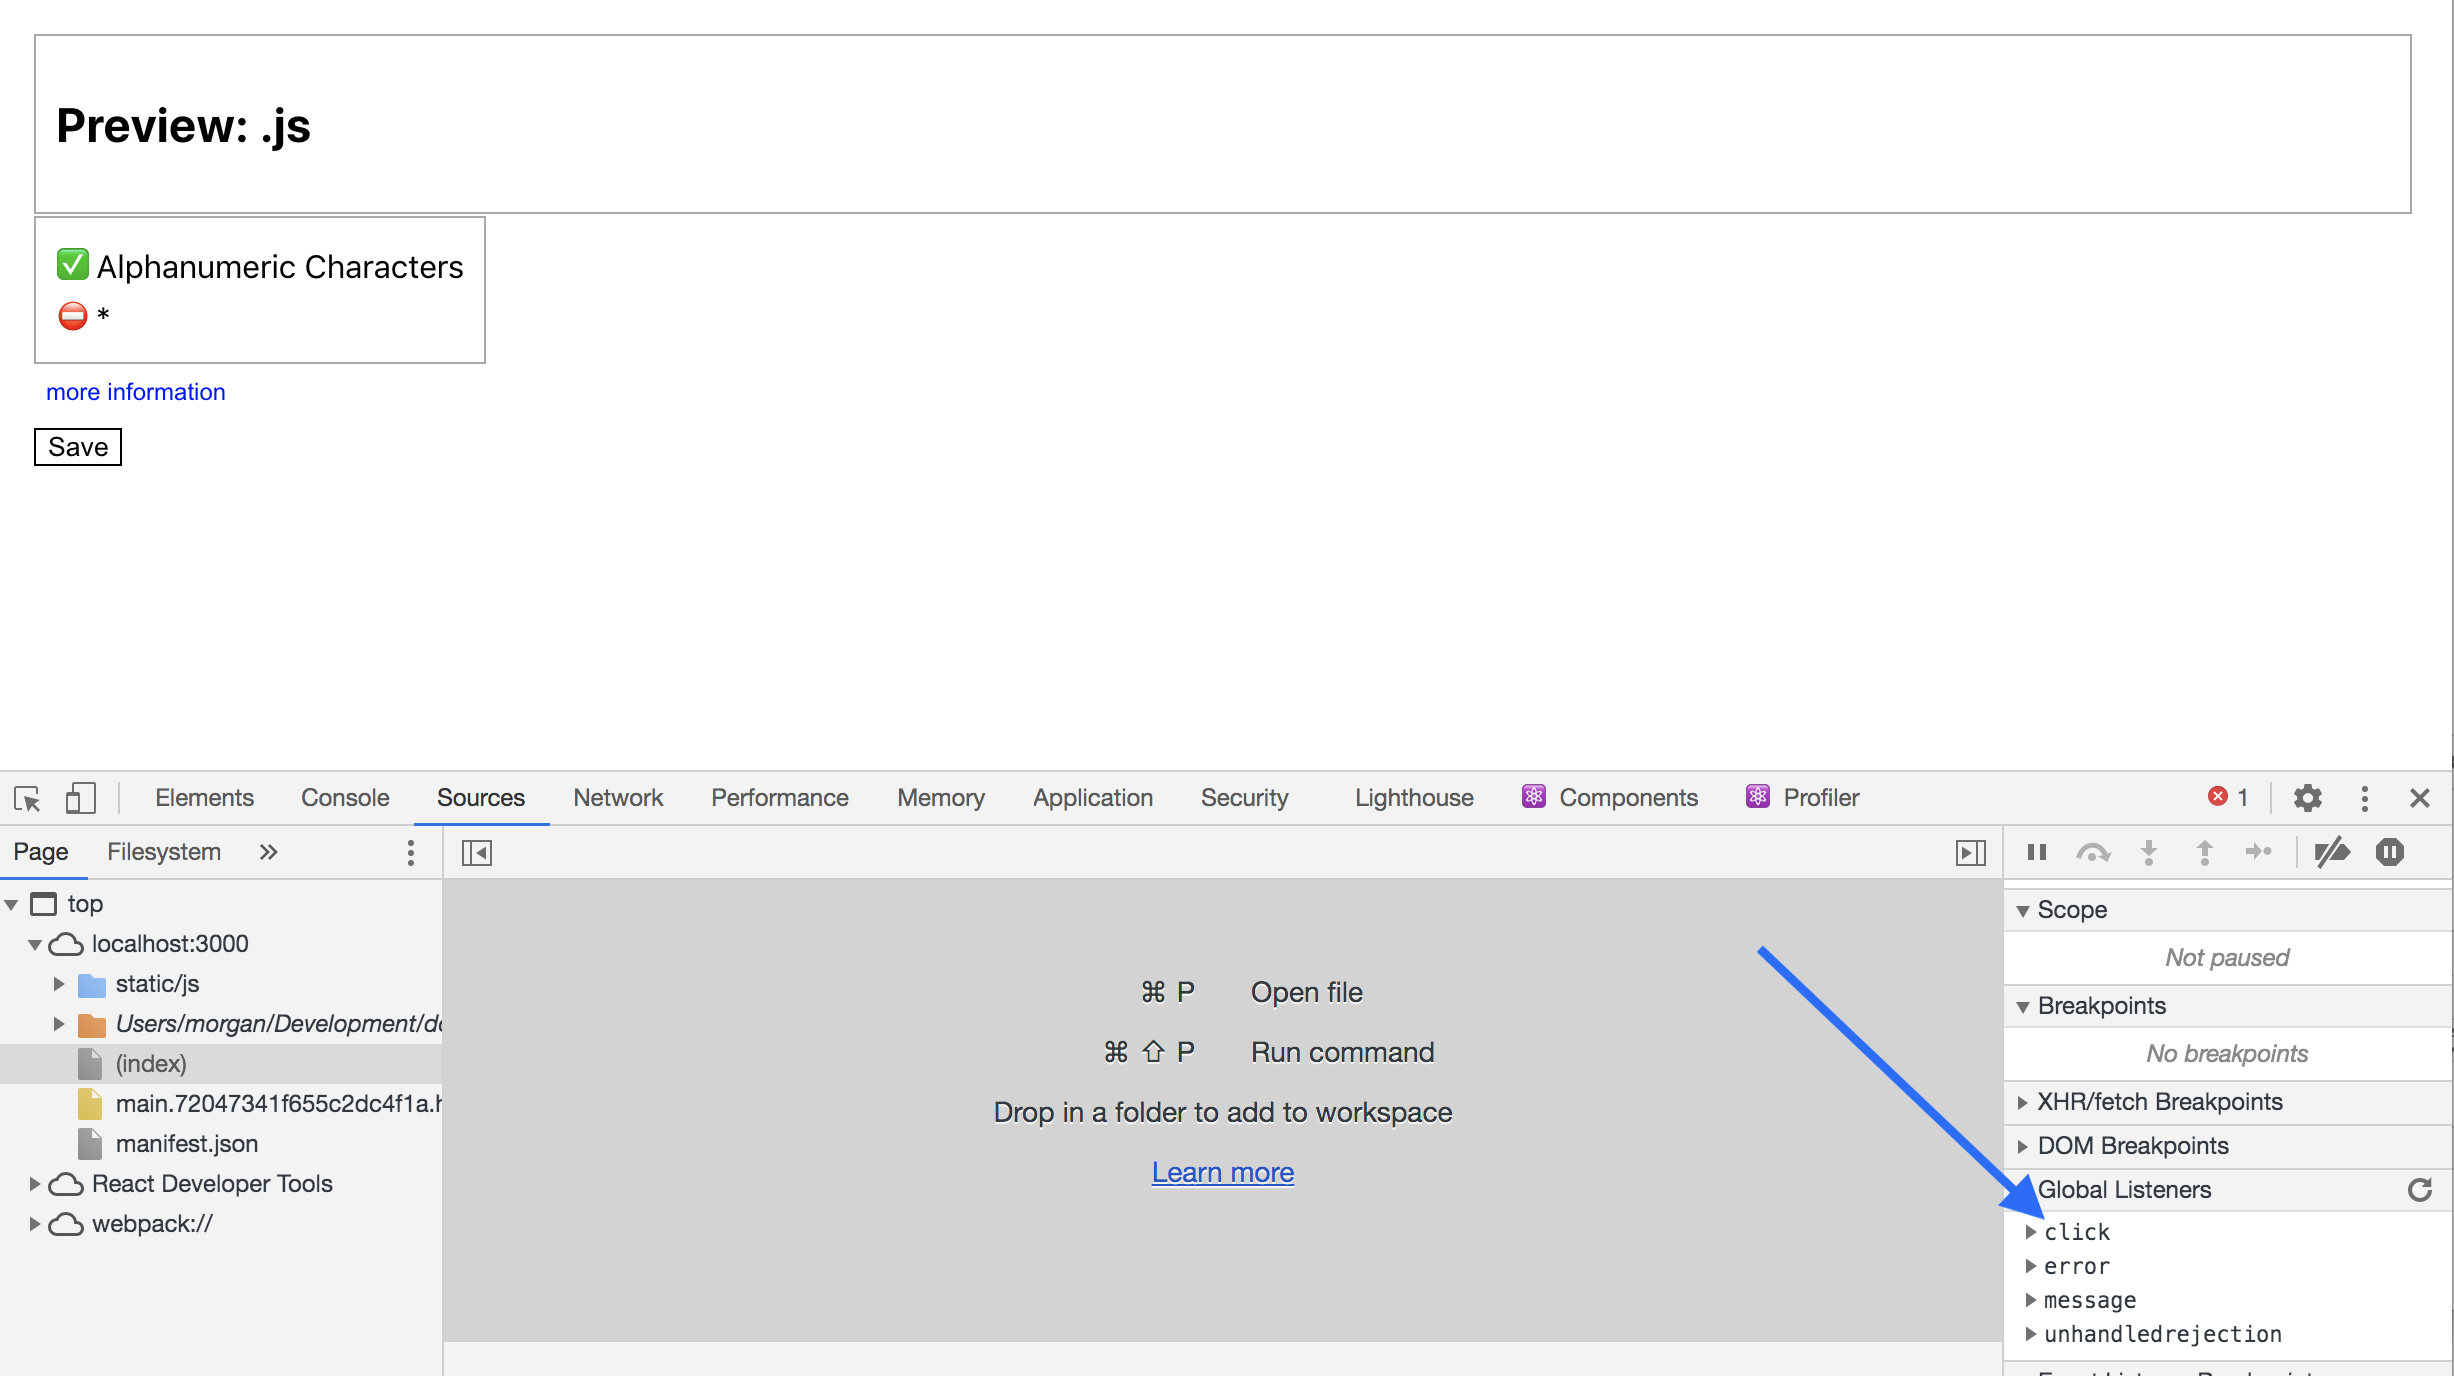 Preview: .js
✅ Alphanumeric Characters
⛔ *
more information
Save
Elements Console Sources Network Performance Memory Application Security Lighthouse Components Profiler 1
Page Filesystem
top
localhost:3000
static/js
Users/morgan/Development/
(index)
main.72047341f655c2dc4f1a.
manifest.json
React Developer Tools
webpack://
⌘ P Open file
⌘ ⇧ P Run command
Drop in a folder to add to workspace
Learn more
Scope
Not paused
Breakpoints
No breakpoints
XHR/fetch Breakpoints
DOM Breakpoints
Global Listeners
click
error
message
unhandledrejection